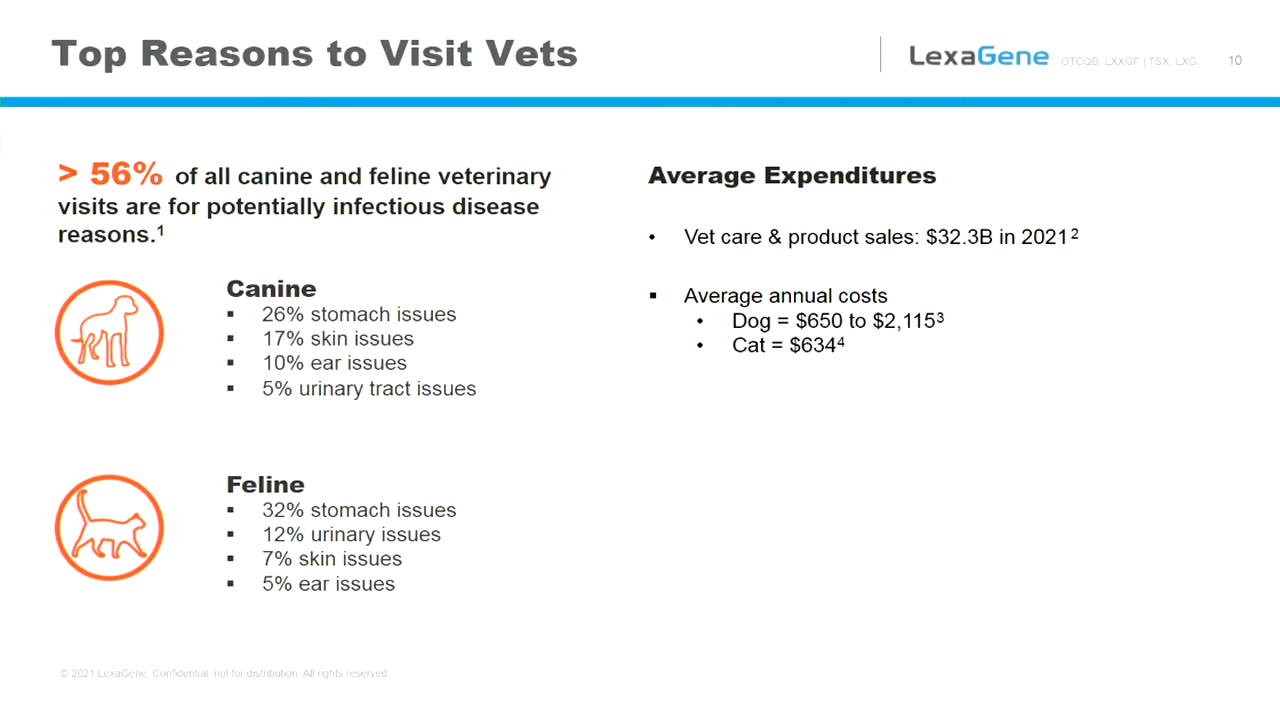 Top Reasons to Visit Vets
LexaGene OTCQB: LXXGF | TSX: LXG 10
> 56% of all canine and feline veterinary
visits are for potentially infectious disease
reasons.¹
Canine
▪ 26% stomach issues
▪ 17% skin issues
▪ 10% ear issues
▪ 5% urinary tract issues
Feline
▪ 32% stomach issues
▪ 12% urinary issues
▪ 7% skin issues
▪ 5% ear issues
Average Expenditures
• Vet care & product sales: $32.3B in 2021²
▪ Average annual costs
• Dog = $650 to $2,115³
• Cat = $634⁴
© 2021 LexaGene. Confidential: not for distribution. All rights reserved.